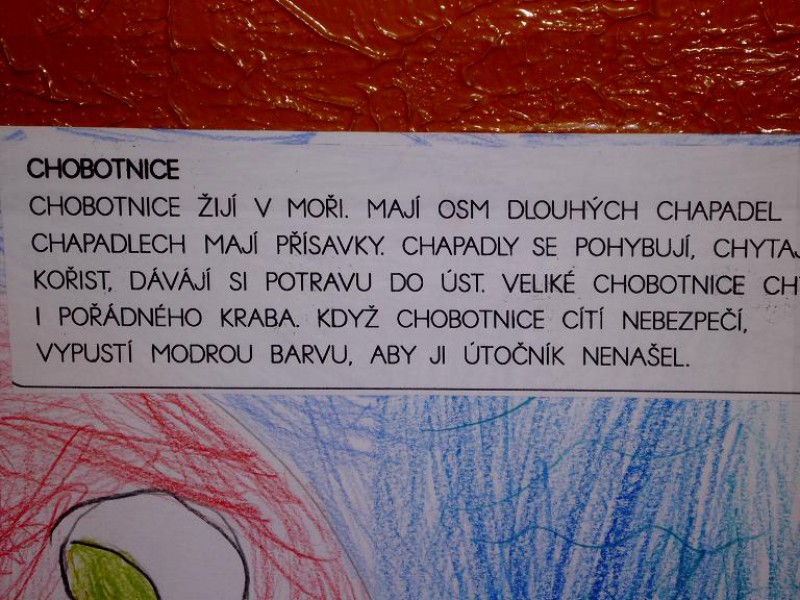 CHOBOTNICE
CHOBOTNICE ŽIJÍ V MOŘI. MAJÍ OSM DLOUHÝCH CHAPADEL
CHAPADLECH MAJÍ PŘÍSAVKY. CHAPADLY SE POHYBUJÍ,
KOŘIST, DÁVÁJÍ SI POTRAVU DO ÚST. VELIKÉ CHOBOTNICE
I POŘÁDNÉHO KRABA. KDYŽ CHOBOTNICE CÍTÍ NEBEZPEČÍ,
VYPUSTÍ MODROU BARVU, ABY JI ÚTOČNÍK NENAŠEL.